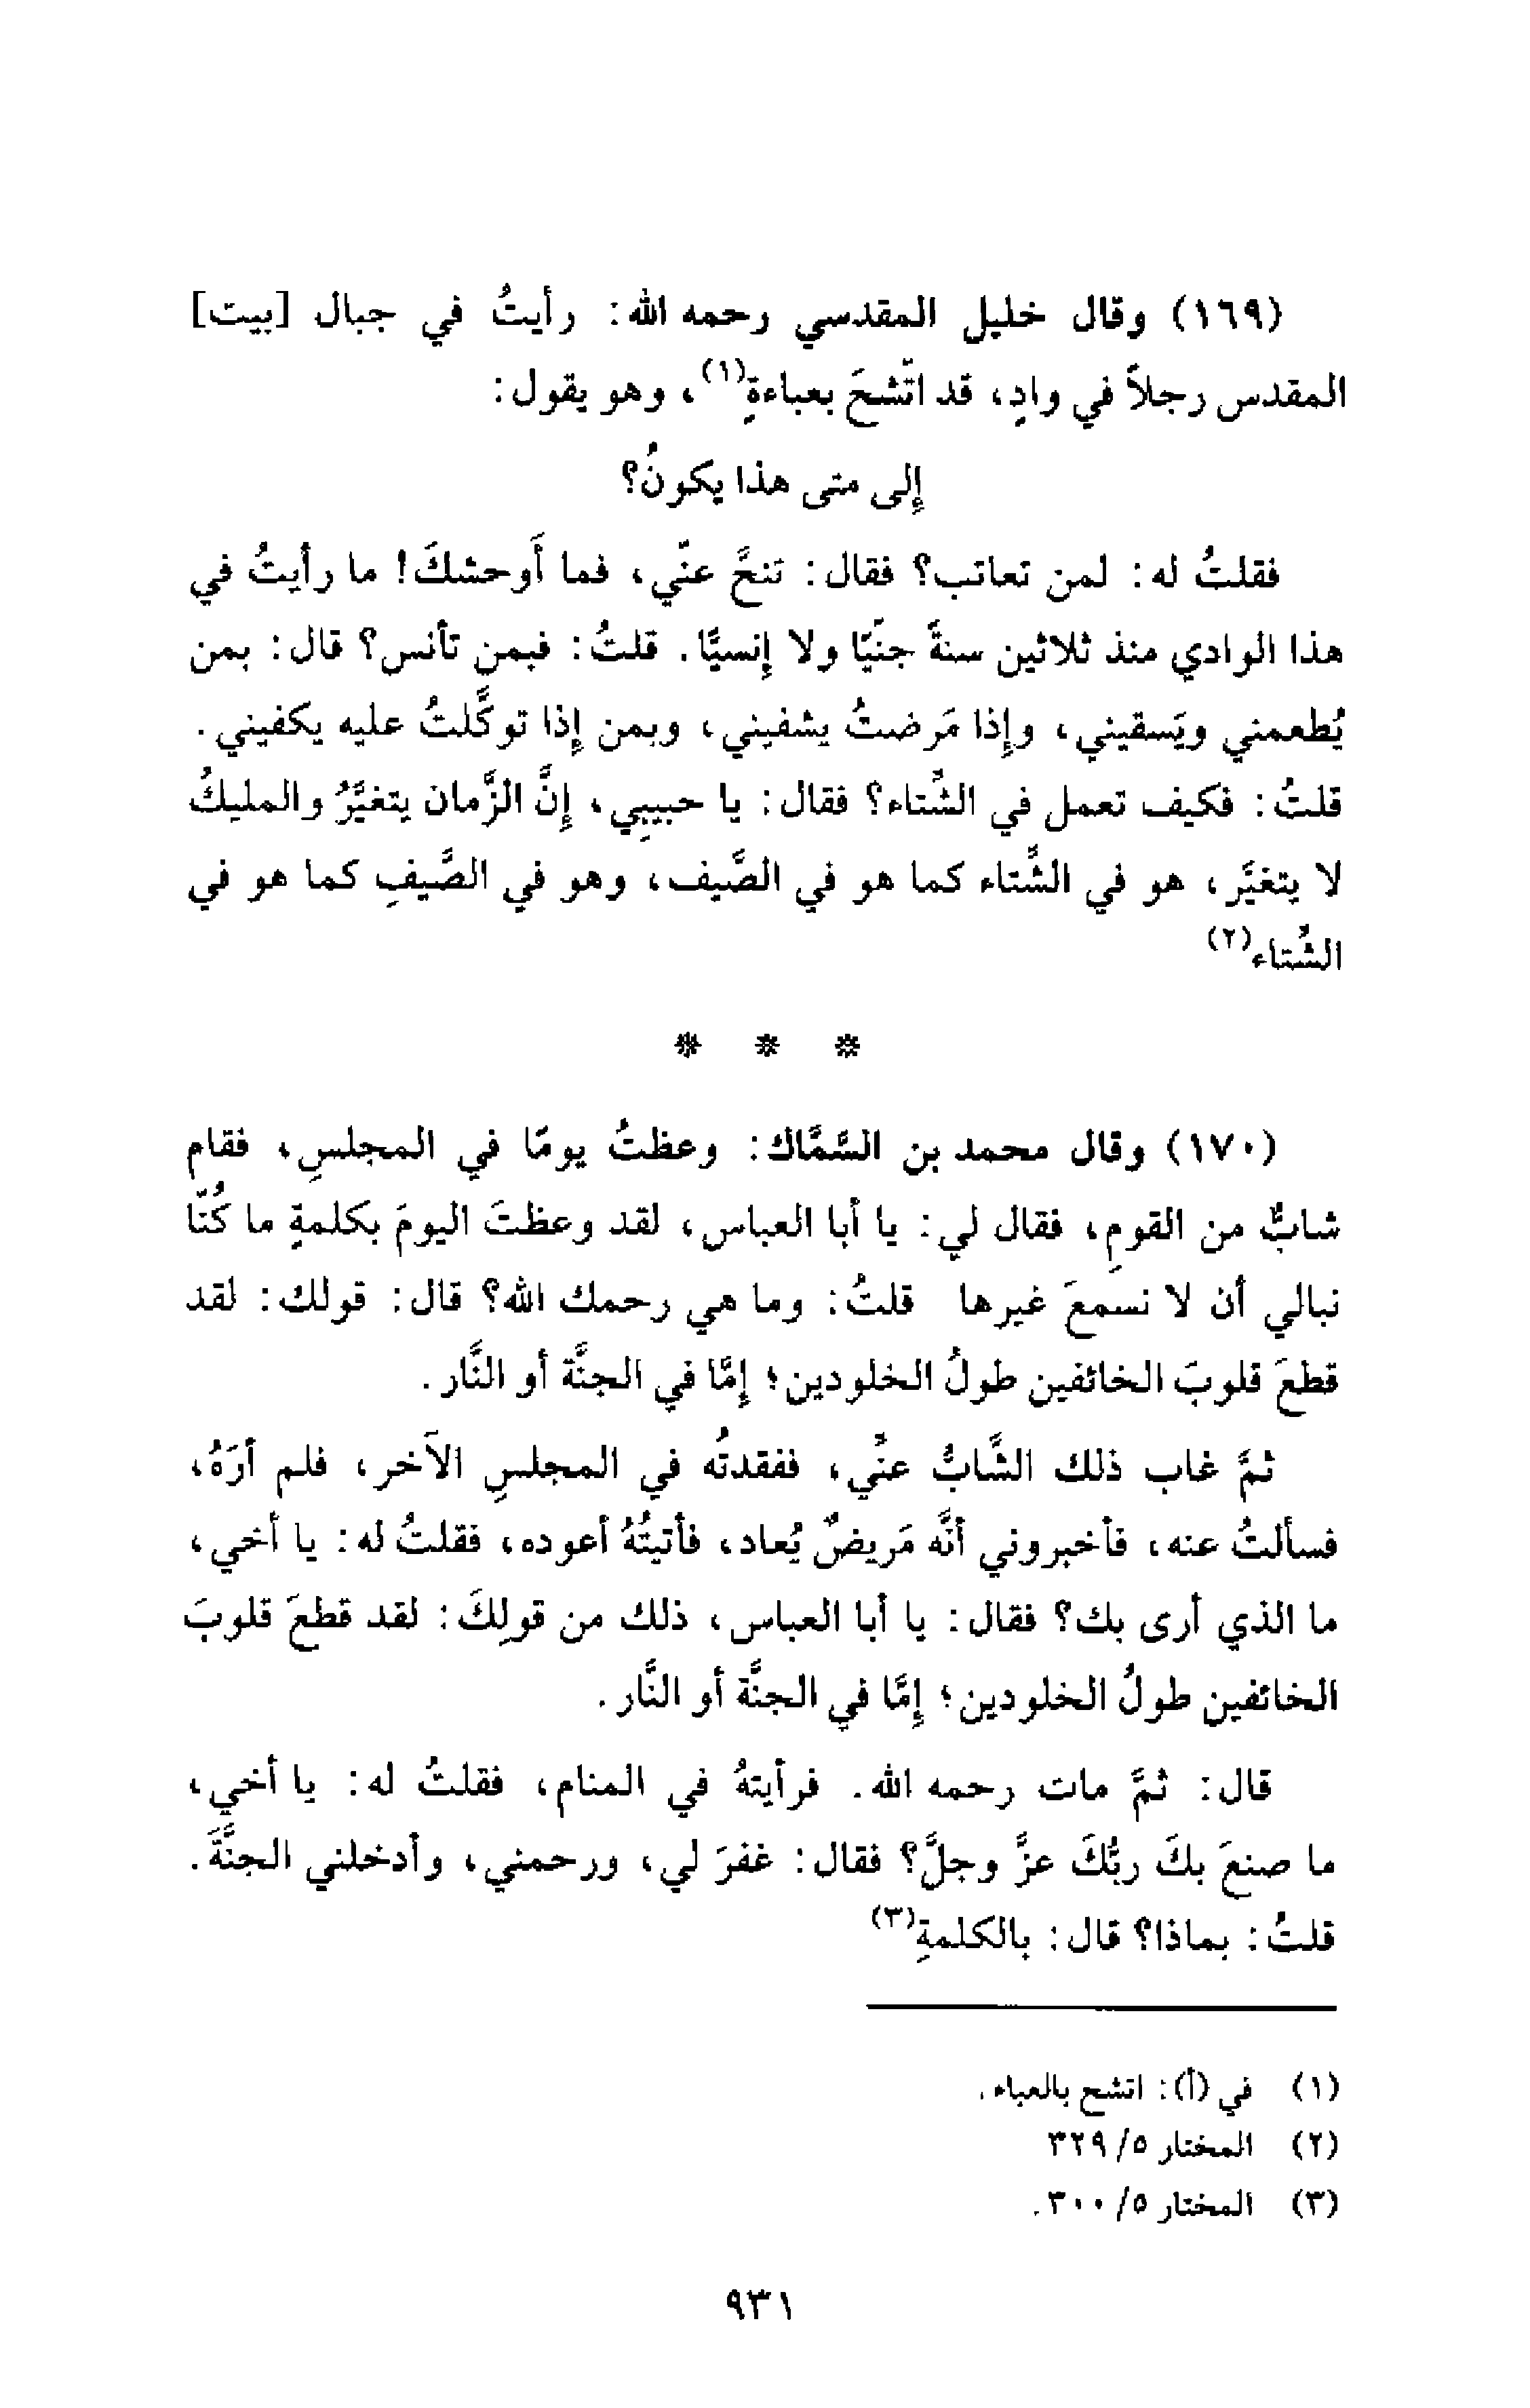 (١٦٩) وقال خليل المقدسي رحمه الله: رأيتُ في جبال [بيت]
المقدس رجلاً في وادٍ، قد اتّشحَ بعباءةٍ(١)، وهو يقول:
إِلى متى هذا يكونُ؟
فقلتُ له: لمن تعاتب؟ فقال: تنحَّ عنّي، فما أَوحشكَ! ما رأيتُ في
هذا الوادي منذ ثلاثين سنةً جنّيًا ولا إِنسيًّا. قلتُ: فبمن تأنس؟ قال: بمن
يُطعمني ويَسقيني، وإِذا مَرضتُ يشفيني، وبمن إِذا توكَّلتُ عليه يكفيني.
قلتُ: فكيف تعمل في الشِّتاء؟ فقال: يا حبيبِي، إِنَّ الزَّمان يتغيَّرُ والمليكُ
لا يتغيَّر، هو في الشِّتاء كما هو في الصَّيف، وهو في الصَّيفِ كما هو في
الشِّتاء(٢)
* * *
(١٧٠) وقال محمد بن السَّمَّاك: وعظتُ يومًا في المجلسِ، فقام
شابٌّ من القومِ، فقال لي: يا أبا العباس، لقد وعظتَ اليومَ بكلمةٍ ما كُنّا
نبالي أن لا نسمعَ غيرها قلتُ: وما هي رحمك الله؟ قال: قولك: لقد
قطعَ قلوبَ الخائفين طولُ الخلودين؛ إِمَّا في الجنَّة أو النَّار.
ثمَّ غاب ذلك الشَّابُّ عنِّي، ففقدتُه في المجلسِ الآخر، فلم أرَهُ،
فسألتُ عنه، فأخبروني أنَّه مَريضٌ يُعاد، فأتيتُهُ أعوده، فقلتُ له: يا أخي،
ما الذي أرى بك؟ فقال: يا أبا العباس، ذلك من قولِكَ: لقد قطعَ قلوبَ
الخائفين طولُ الخلودين؛ إِمَّا في الجنَّة أو النَّار.
قال: ثمَّ مات رحمه الله. فرأيتهُ في المنام، فقلتُ له: يا أخي،
ما صنعَ بكَ ربُّكَ عزَّ وجلَّ؟ فقال: غفرَ لي، ورحمني، وأدخلني الجنَّةَ.
قلتُ: بماذا؟ قال: بالكلمةِ(٣)
(١) في (أ): اتشح بالعباء.
(٢) المختار ٥/ ٣٢٩
(٣) المختار ٥/ ٣٠٠.
٩٣١